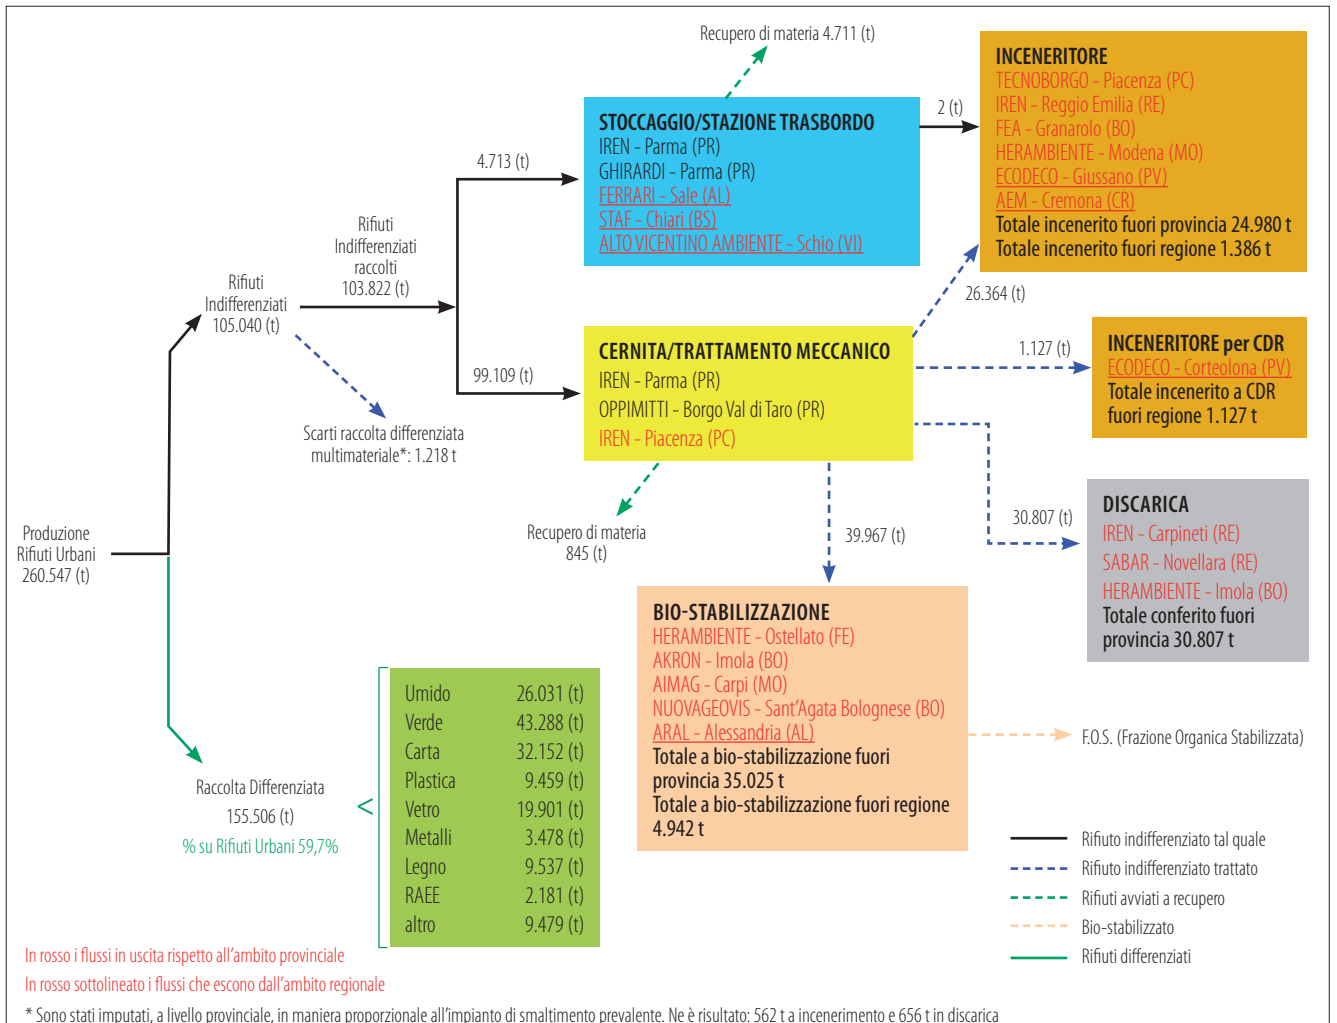 Recupero di materia 4.711 (t)
STOCCAGGIO/STAZIONE TRASBORDO
IREN - Parma (PR)
GHIRARDI - Parma (PR)
FERRARI - Sale (AL)
STAF - Chiari (BS)
ALTO VICENTINO AMBIENTE - Schio (VI)
2 (t)
INCENERITORE
TECNOBORGO - Piacenza (PC)
IREN - Reggio Emilia (RE)
FEA - Granarolo (BO)
HERAMBIENTE - Modena (MO)
ECODECO - Giussano (PV)
AEM - Cremona (CR)
Totale incenerito fuori provincia 24.980 t
Totale incenerito fuori regione 1.386 t
4.713 (t)
Rifiuti
Indifferenziati
raccolti
103.822 (t)
Rifiuti
Indifferenziati
105.040 (t)
26.364 (t)
99.109 (t)
CERNITA/TRATTAMENTO MECCANICO
IREN - Parma (PR)
OPPIMITTI - Borgo Val di Taro (PR)
IREN - Piacenza (PC)
1.127 (t)
INCENERITORE per CDR
ECODECO - Corteolona (PV)
Totale incenerito a CDR
fuori regione 1.127 t
Scarti raccolta differenziata
multimateriale*: 1.218 t
Recupero di materia
845 (t)
39.967 (t)
30.807 (t)
DISCARICA
IREN - Carpineti (RE)
SABAR - Novellara (RE)
HERAMBIENTE - Imola (BO)
Totale conferito fuori
provincia 30.807 t
Produzione
Rifiuti Urbani
260.547 (t)
BIO-STABILIZZAZIONE
HERAMBIENTE - Ostellato (FE)
AKRON - Imola (BO)
AIMAG - Carpi (MO)
NUOVAGEOVIS - Sant'Agata Bolognese (BO)
ARAL - Alessandria (AL)
Totale a bio-stabilizzazione fuori
provincia 35.025 t
Totale a bio-stabilizzazione fuori regione
4.942 t
F.O.S. (Frazione Organica Stabilizzata)
Raccolta Differenziata
155.506 (t)
% su Rifiuti Urbani 59,7%
<
Umido 26.031 (t)
Verde 43.288 (t)
Carta 32.152 (t)
Plastica 9.459 (t)
Vetro 19.901 (t)
Metalli 3.478 (t)
Legno 9.537 (t)
RAEE 2.181 (t)
altro 9.479 (t)
Rifiuto indifferenziato tal quale
Rifiuto indifferenziato trattato
Rifiuti avviati a recupero
Bio-stabilizzato
Rifiuti differenziati
In rosso i flussi in uscita rispetto all'ambito provinciale
In rosso sottolineato i flussi che escono dall'ambito regionale
* Sono stati imputati, a livello provinciale, in maniera proporzionale all'impianto di smaltimento prevalente. Ne è risultato: 562 t a incenerimento e 656 t in discarica